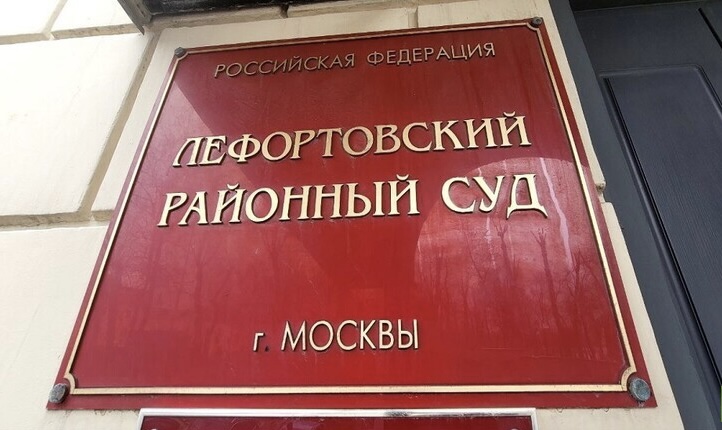 РОССИЙСКАЯ ФЕДЕРАЦИЯ
ЛЕФОРТОВСКИЙ
РАЙОННЫЙ СУД
г. МОСКВЫ